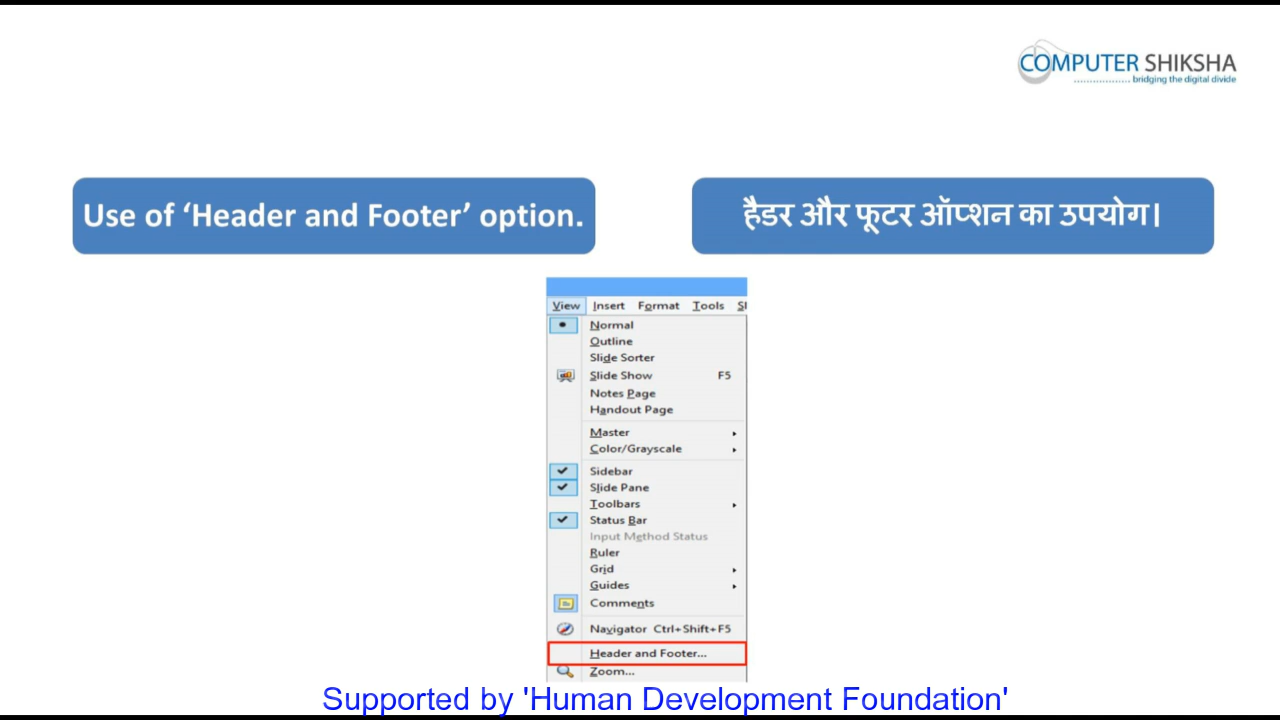 COMPUTER SHIKSHA
bridging the digital divide
Use of ‘Header and Footer’ option.
हैडर और फूटर ऑप्शन का उपयोग।
View Insert Format Tools Sl
Normal
Outline
Slide Sorter
Slide Show F5
Notes Page
Handout Page
Master
Color/Grayscale
Sidebar
Slide Pane
Toolbars
Status Bar
Input Method Status
Ruler
Grid
Guides
Comments
Navigator Ctrl+Shift+F5
Header and Footer...
Zoom...
Supported by 'Human Development Foundation'